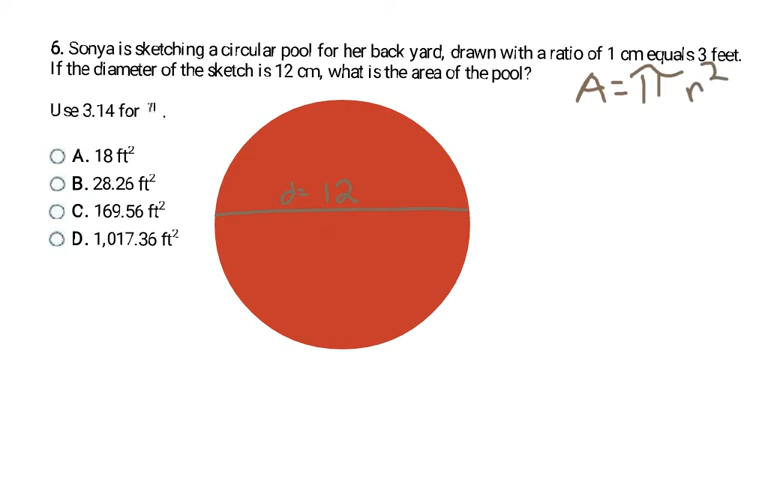 6. Sonya is sketching a circular pool for her back yard, drawn with a ratio of 1 cm equals 3 feet.
If the diameter of the sketch is 12 cm, what is the area of the pool?
A=πr²
Use 3.14 for π .
A. 18 ft²
B. 28.26 ft²
C. 169.56 ft²
D. 1,017.36 ft²
d= 12